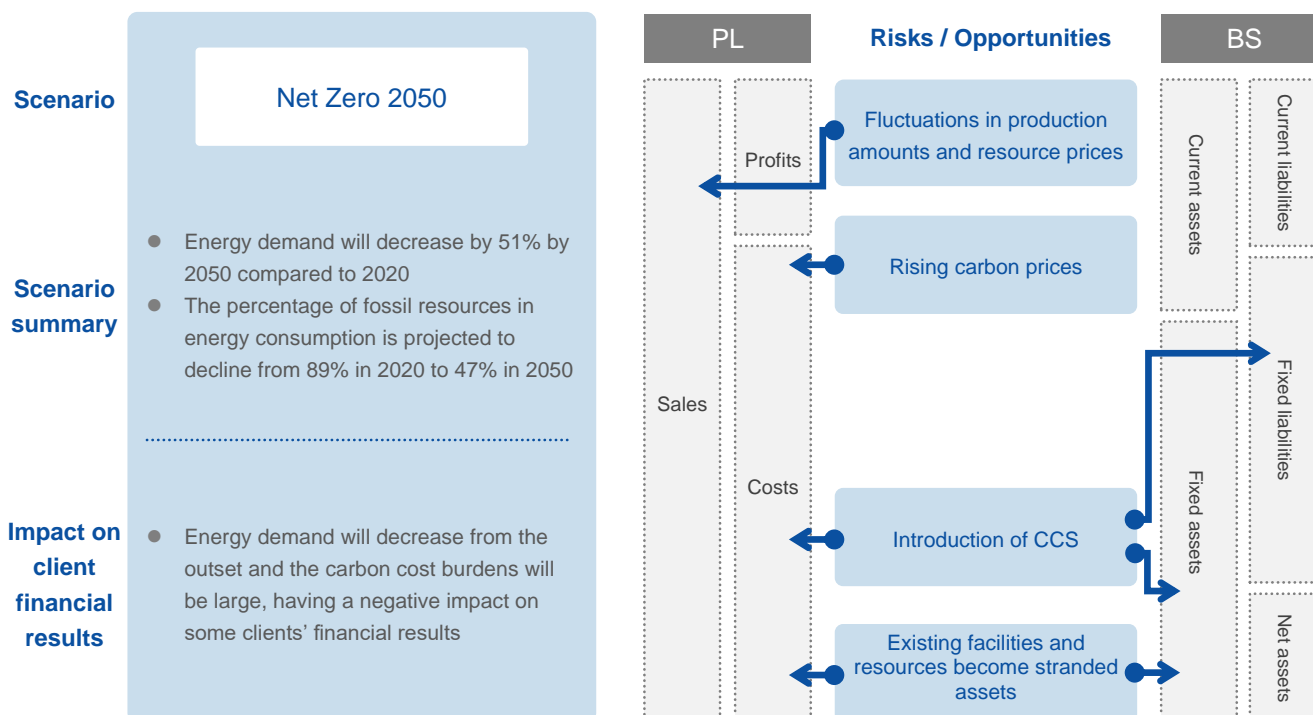 Scenario
Net Zero 2050
Scenario
summary
● Energy demand will decrease by 51% by
2050 compared to 2020
● The percentage of fossil resources in
energy consumption is projected to
decline from 89% in 2020 to 47% in 2050
Impact on
client
financial
results
● Energy demand will decrease from the
outset and the carbon cost burdens will
be large, having a negative impact on
some clients’ financial results
PL
Risks / Opportunities
BS
Sales
Profits
Costs
Fluctuations in production
amounts and resource prices
Rising carbon prices
Introduction of CCS
Existing facilities and
resources become stranded
assets
Current assets
Fixed assets
Current liabilities
Fixed liabilities
Net assets